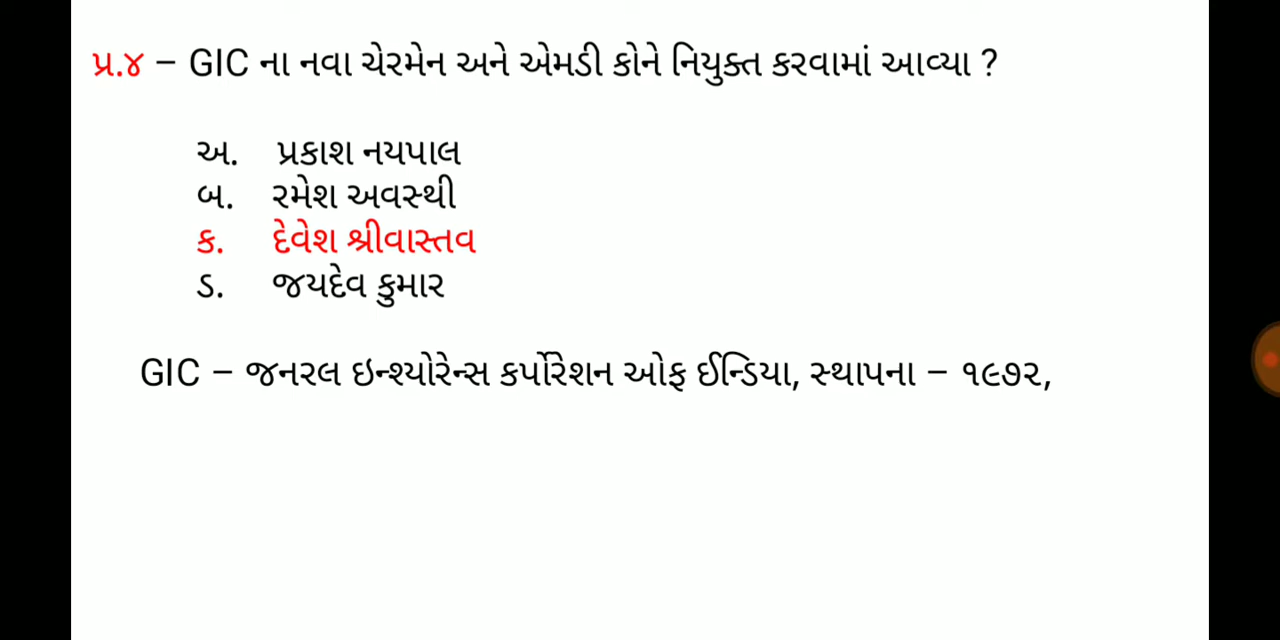 પ્ર.૪ – GIC ના નવા ચેરમેન અને એમડી કોને નિયુક્ત કરવામાં આવ્યા ?
અ. પ્રકાશ નયપાલ
બ. રમેશ અવસ્થી
ક. દેવેશ શ્રીવાસ્તવ
ડ. જયદેવ કુમાર
GIC – જનરલ ઇન્શ્યોરેન્સ કર્પોરેશન ઓફ ઈન્ડિયા, સ્થાપના – ૧૯૭૨,